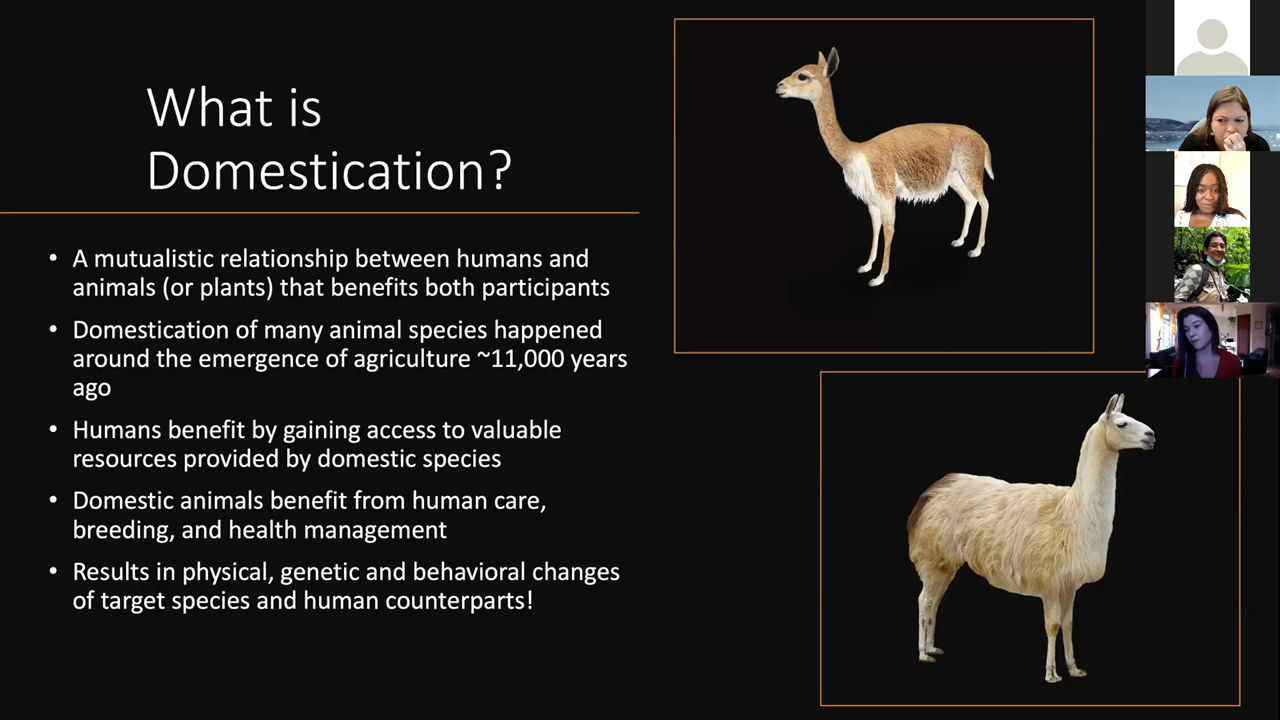 What is
Domestication?
• A mutualistic relationship between humans and
animals (or plants) that benefits both participants
• Domestication of many animal species happened
around the emergence of agriculture ~11,000 years
ago
• Humans benefit by gaining access to valuable
resources provided by domestic species
• Domestic animals benefit from human care,
breeding, and health management
• Results in physical, genetic and behavioral changes
of target species and human counterparts!